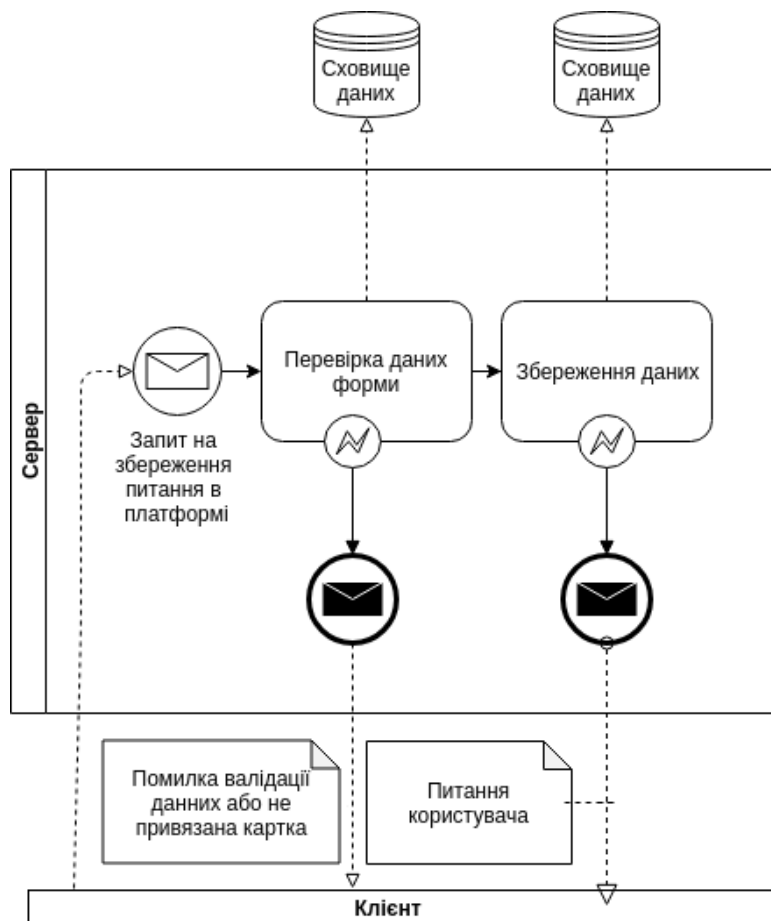 Сховище
даних
Сховище
даних
Сервер
Перевірка даних
форми
Збереження даних
Запит на
збереження
питання в
платформі
Помилка валідації
данних або не
привязана картка
Питання
користувача
Клієнт